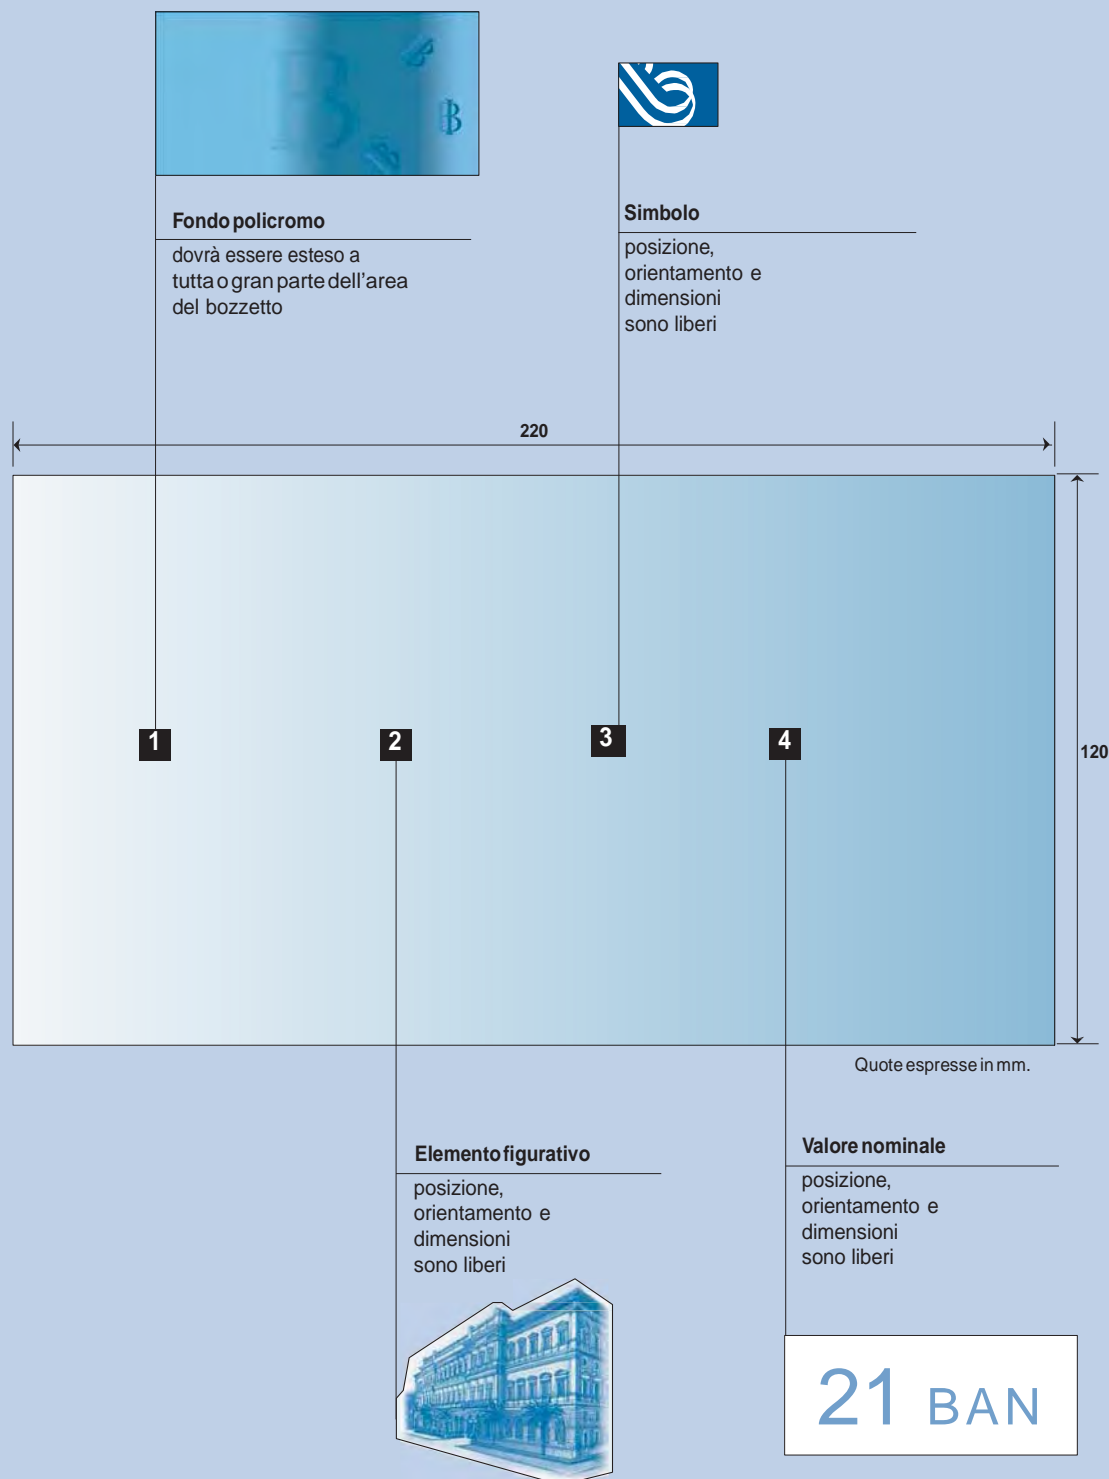 Fondo policromo
dovrà essere esteso a
tutta o gran parte dell'area
del bozzetto
Simbolo
posizione,
orientamento e
dimensioni
sono liberi
220
1
2
3
4
120
Quote espresse in mm.
Elemento figurativo
posizione,
orientamento e
dimensioni
sono liberi
Valore nominale
posizione,
orientamento e
dimensioni
sono liberi
21 BAN